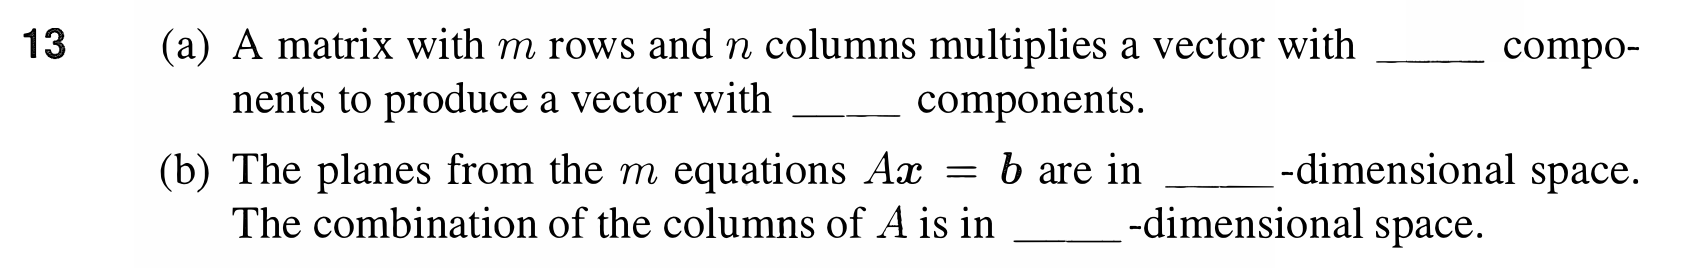 13 (a) A matrix with m rows and n columns multiplies a vector with _____ compo-
nents to produce a vector with _____ components.
(b) The planes from the m equations Ax = b are in _____-dimensional space.
The combination of the columns of A is in _____-dimensional space.